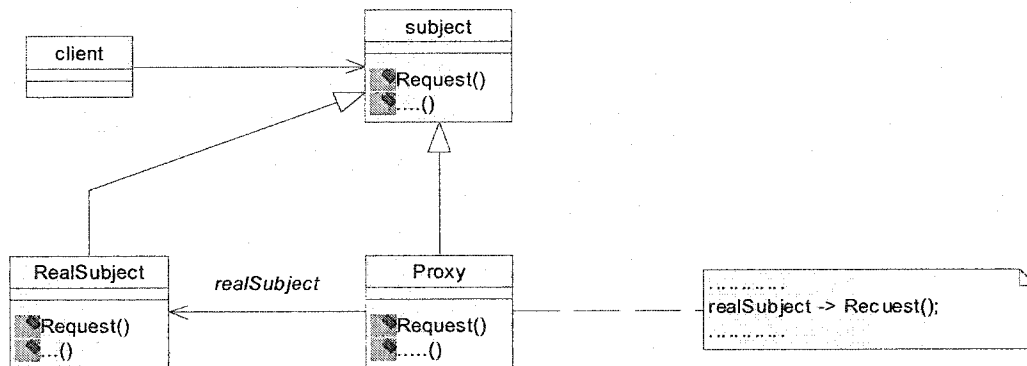 subject
client
Request()
....()
RealSubject
realSubject
Proxy
Request()
...()
Request()
.....()
..........
realSubject -> Recuest();
..........